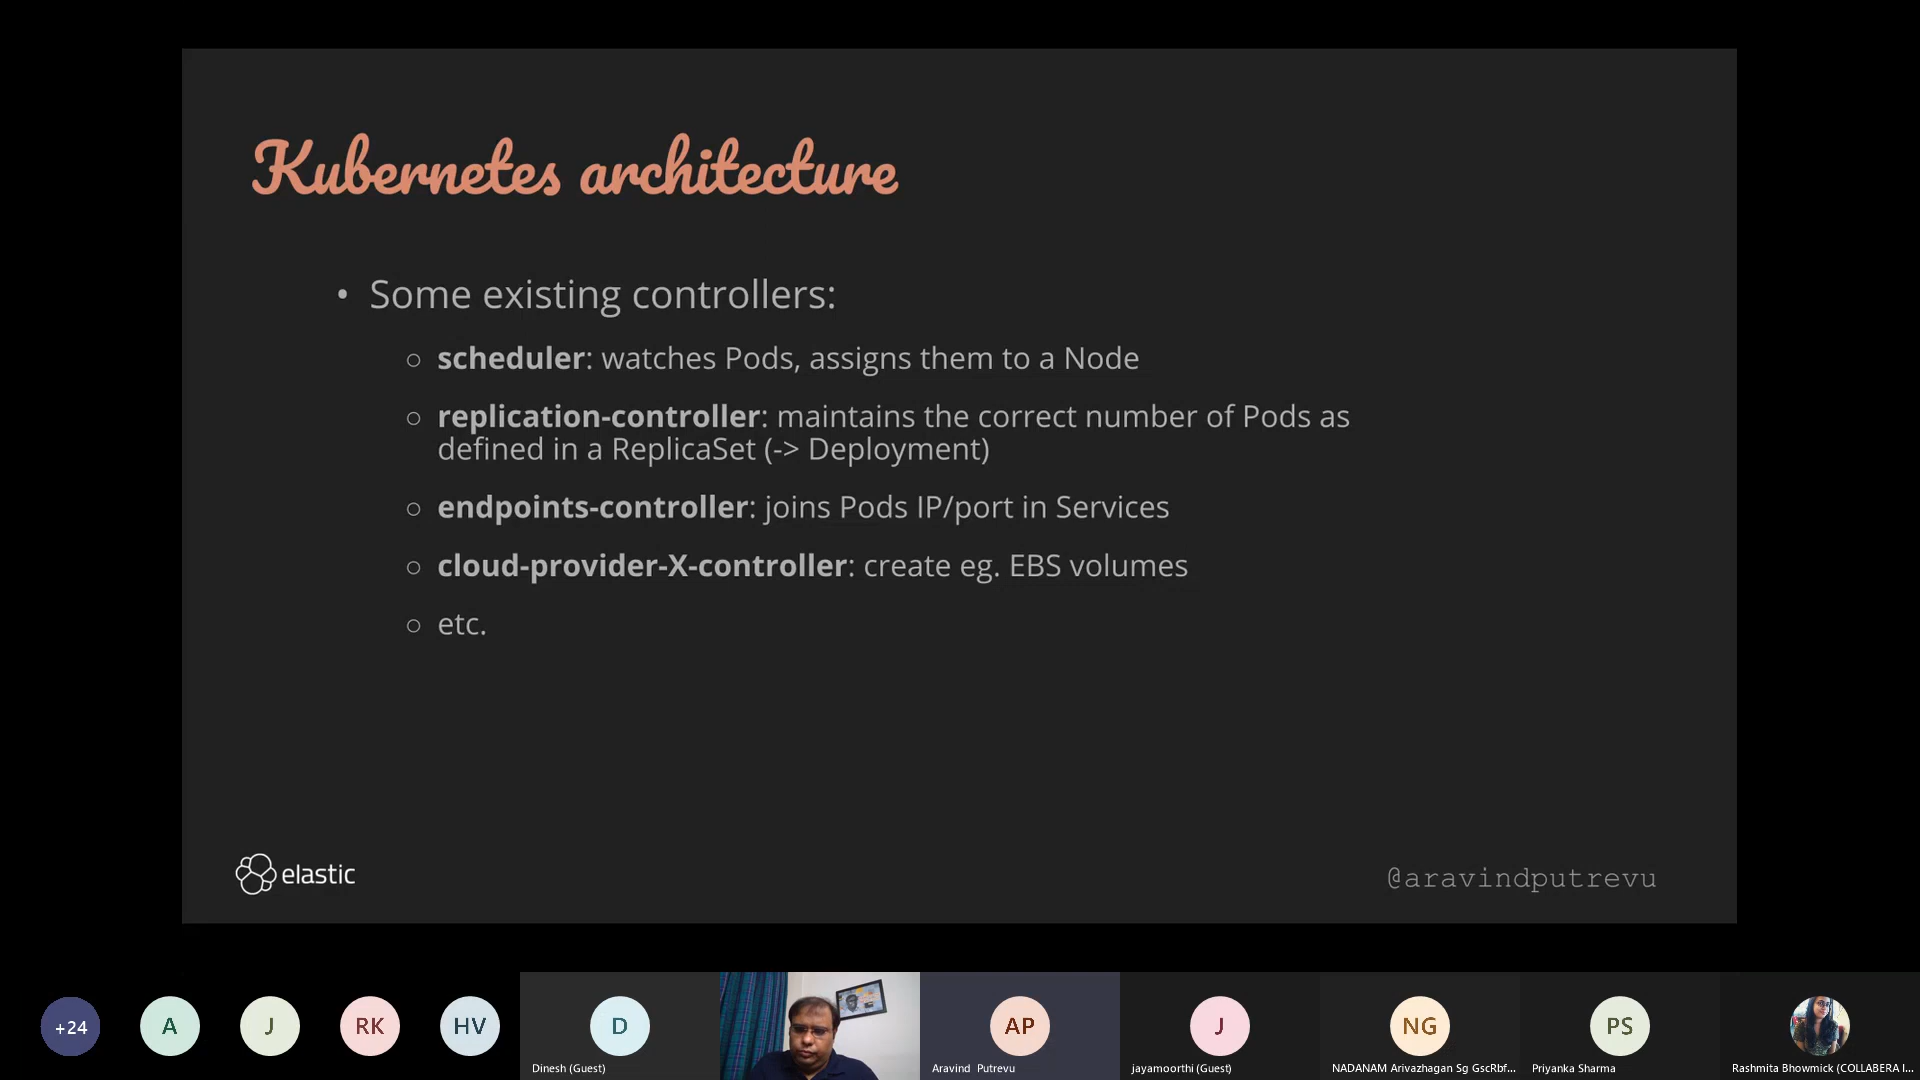 Kubernetes architecture
• Some existing controllers:
○ scheduler: watches Pods, assigns them to a Node
○ replication-controller: maintains the correct number of Pods as
defined in a ReplicaSet (-> Deployment)
○ endpoints-controller: joins Pods IP/port in Services
○ cloud-provider-X-controller: create eg. EBS volumes
○ etc.
elastic
@aravindputrevu
+24
A
J
RK
HV
D
Dinesh (Guest)
AP
Aravind Putrevu
J
jayamoorthi (Guest)
NG
NADANAM Arivazhagan Sg GscRbf...
PS
Priyanka Sharma
Rashmita Bhowmick (COLLABERA I...